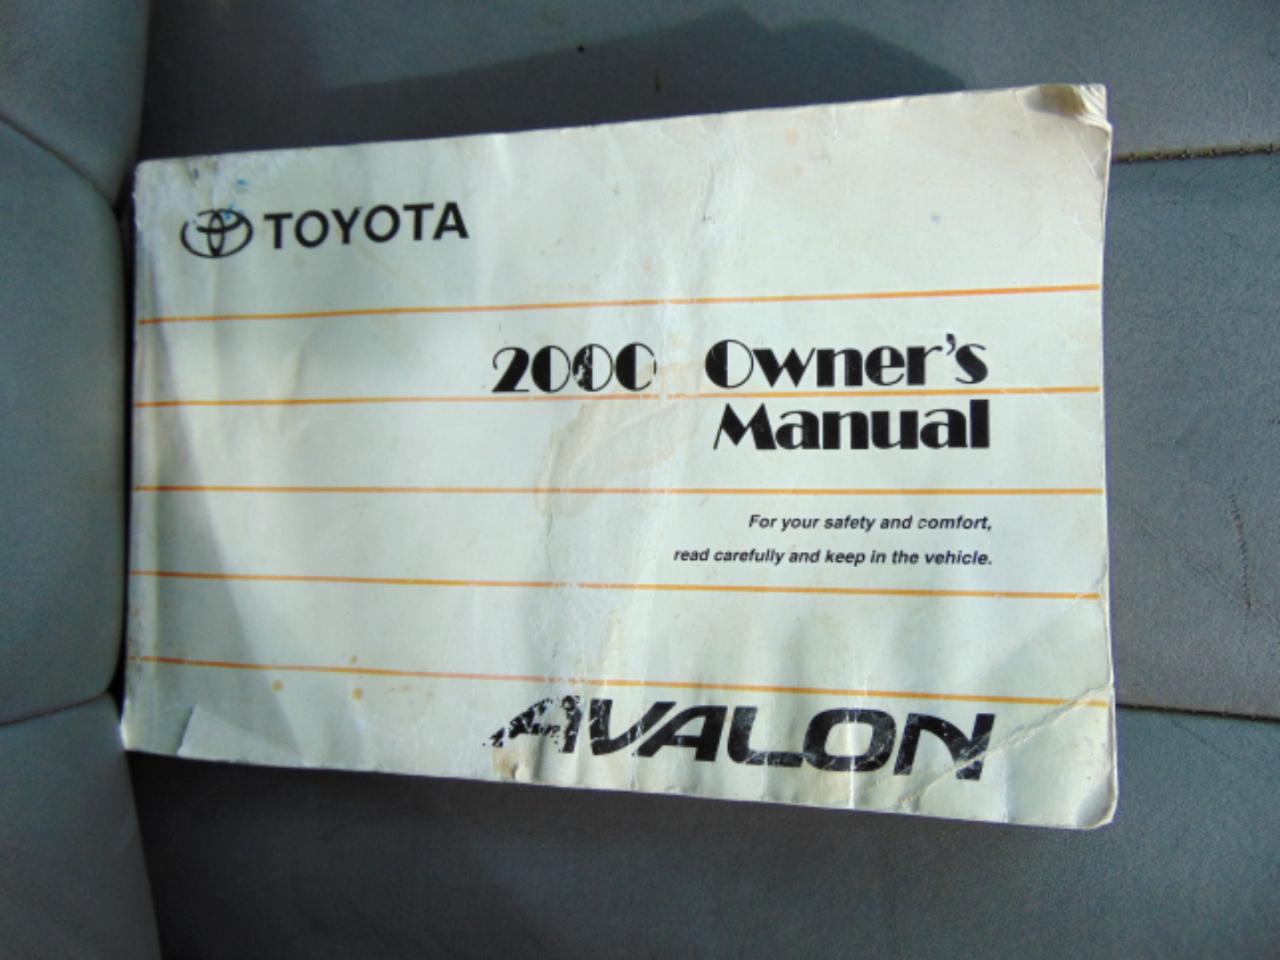 TOYOTA
2000 Owner's
Manual
For your safety and comfort,
read carefully and keep in the vehicle.
AVALON